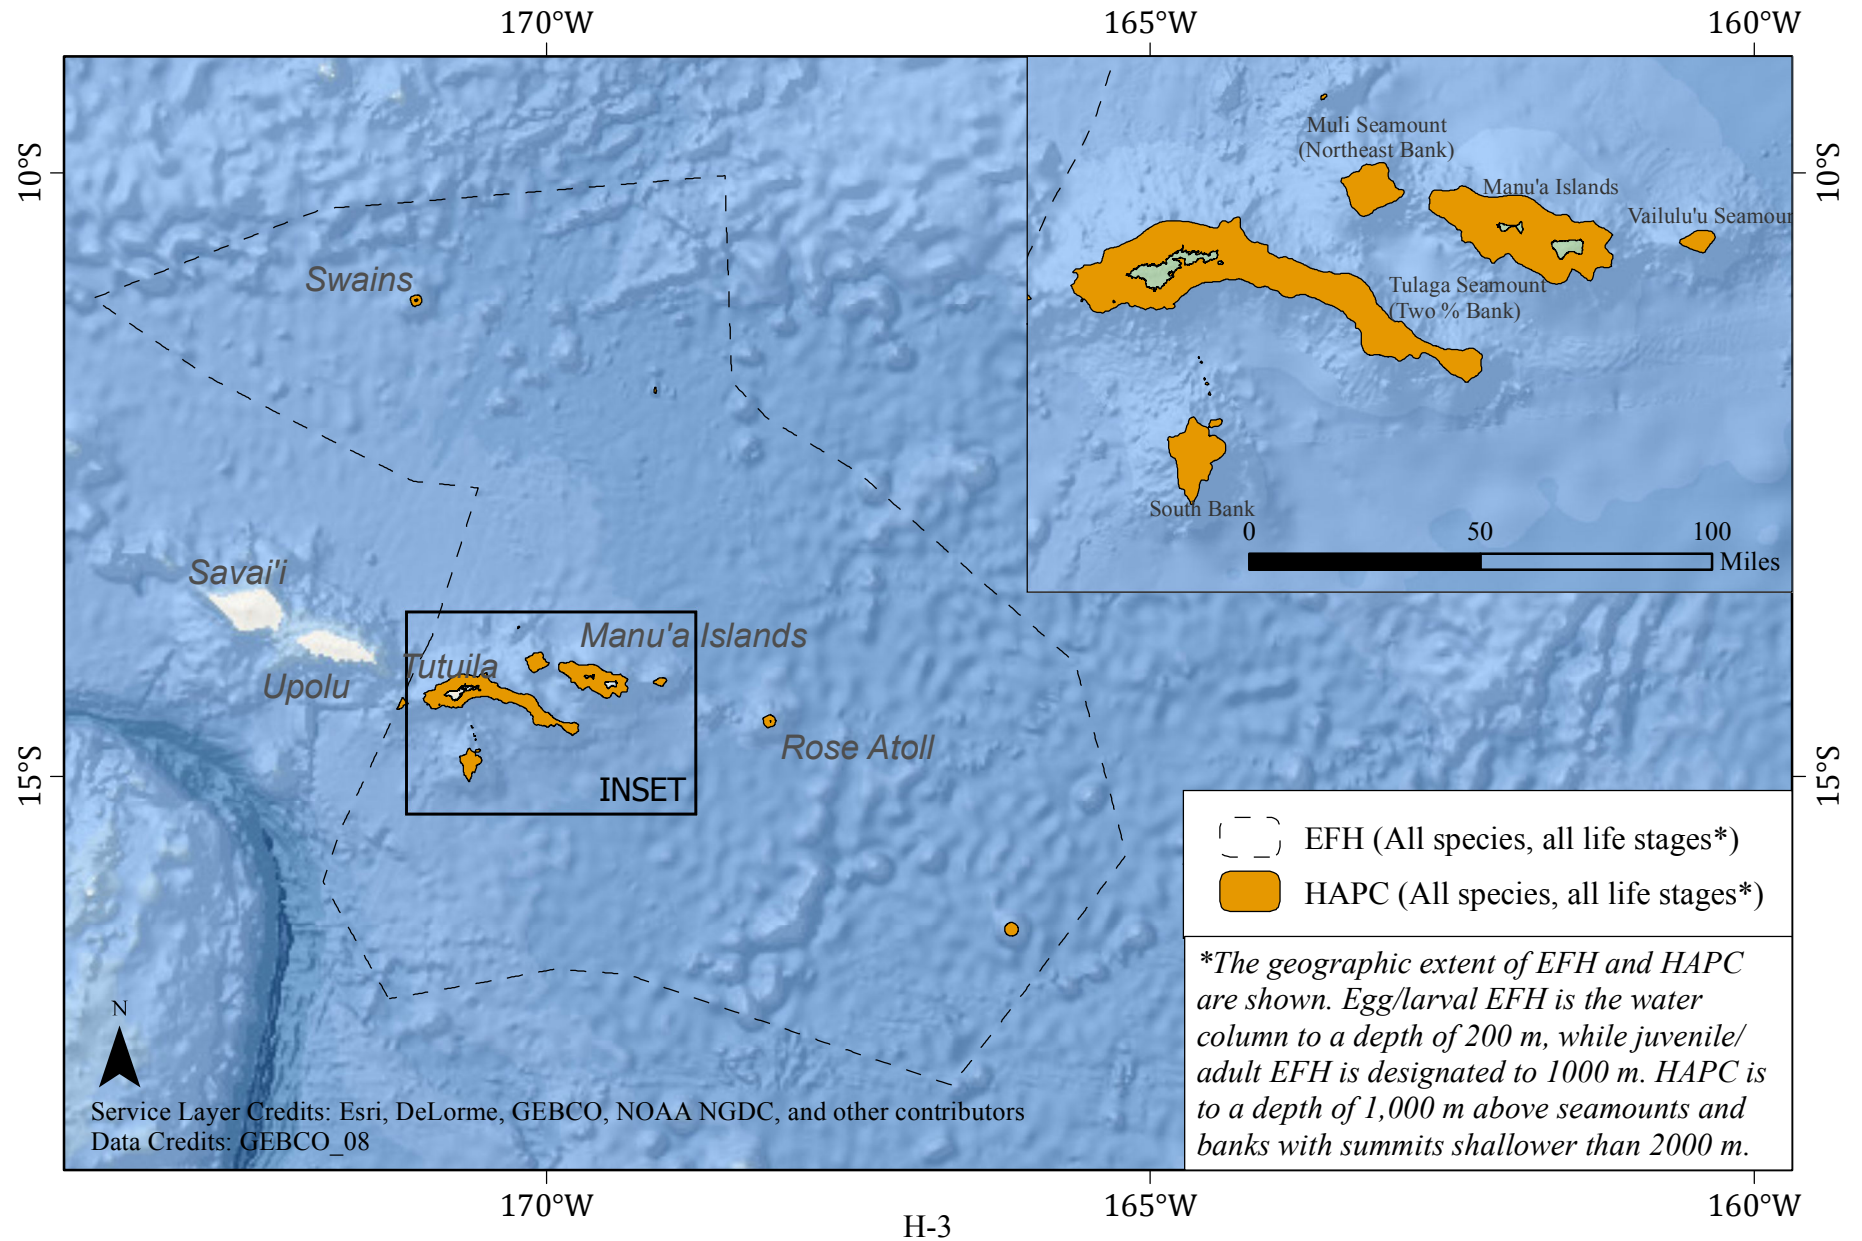 170°W
165°W
160°W
10°S
10°S
Muli Seamount
(Northeast Bank)
Manu'a Islands
Vailulu'u Seamour
Tulaga Seamount
(Two % Bank)
South Bank
0
50
100
Miles
Swains
Savai'i
Upolu
Tutuila
Manu'a Islands
Rose Atoll
INSET
15°S
15°S
EFH (All species, all life stages*)
HAPC (All species, all life stages*)
*The geographic extent of EFH and HAPC
are shown. Egg/larval EFH is the water
column to a depth of 200 m, while juvenile/
adult EFH is designated to 1000 m. HAPC is
to a depth of 1,000 m above seamounts and
banks with summits shallower than 2000 m.
N
Service Layer Credits: Esri, DeLorme, GEBCO, NOAA NGDC, and other contributors
Data Credits: GEBCO_08
170°W
165°W
160°W
H-3